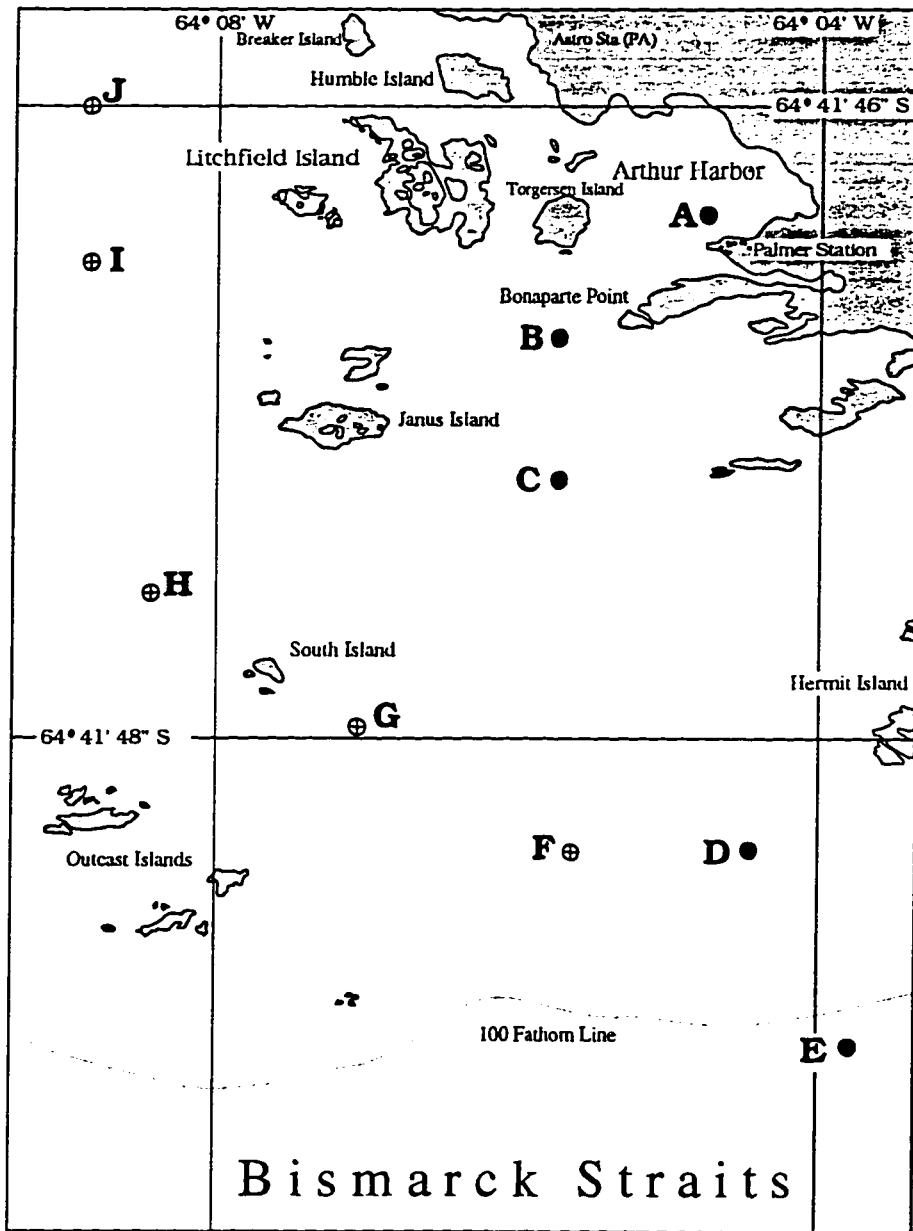 64° 08' W
64° 04' W
Breaker Island
Astro Sta (PA)
Humble Island
J
64° 41' 46" S
Litchfield Island
Arthur Harbor
Torgersen Island
A
Palmer Station
I
Bonaparte Point
B
Janus Island
C
H
South Island
Hermit Island
G
64° 41' 48" S
F
D
Outcast Islands
100 Fathom Line
E
Bismarck Straits